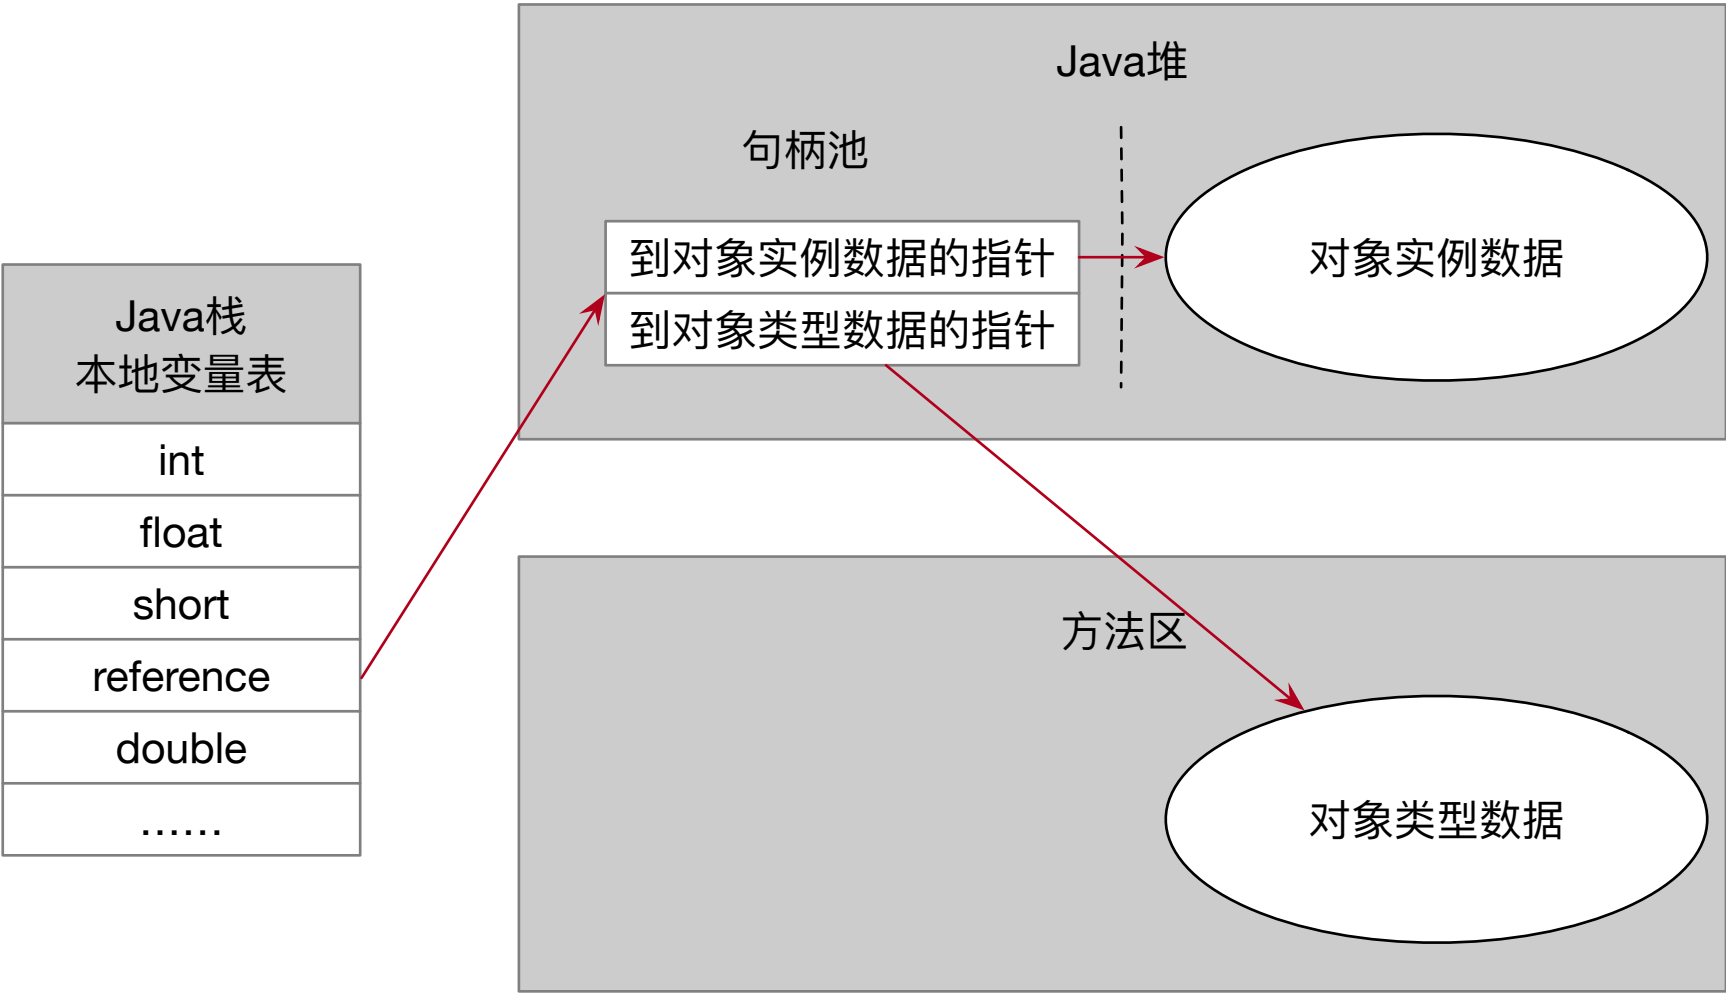 Java堆
句柄池
到对象实例数据的指针
到对象类型数据的指针
对象实例数据
Java栈
本地变量表
int
float
short
reference
double
......
方法区
对象类型数据